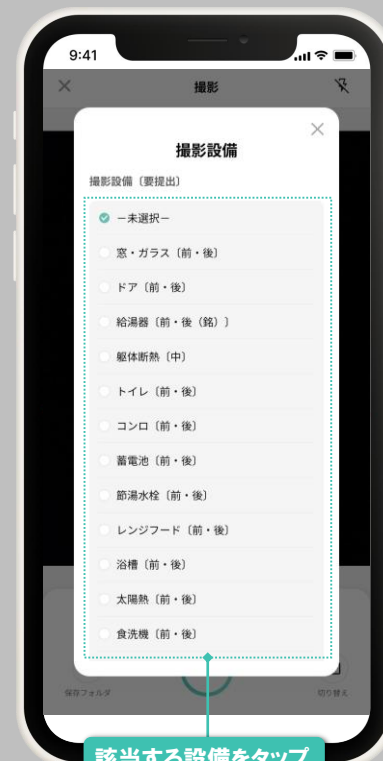 9:41
撮影
撮影設備
撮影設備〔要提出〕
－未選択－
窓・ガラス〔前・後〕
ドア〔前・後〕
給湯器〔前・後（銘）〕
躯体断熱〔中〕
トイレ〔前・後〕
コンロ〔前・後〕
蓄電池〔前・後〕
節湯水栓〔前・後〕
レンジフード〔前・後〕
浴槽〔前・後〕
太陽熱〔前・後〕
食洗機〔前・後〕
保存フォルダ
切り替え
該当する設備をタップ